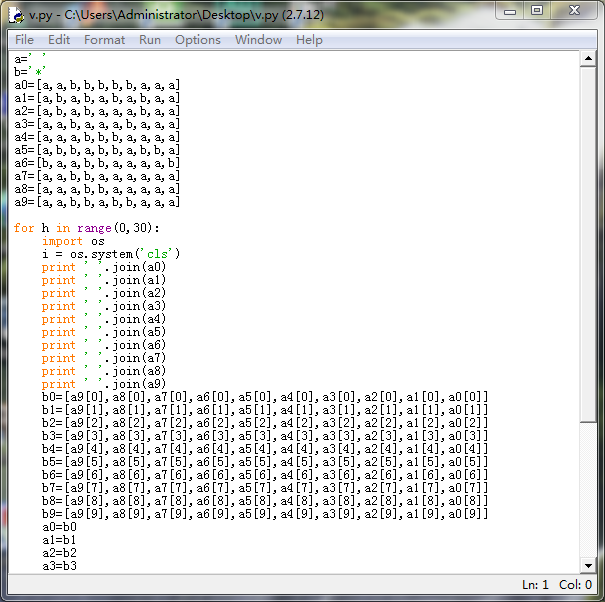 v.py - C:\Users\Administrator\Desktop\v.py (2.7.12)
File Edit Format Run Options Window Help
a=' '
b='*'
a0=[a,a,b,b,b,b,b,a,a,a]
a1=[a,b,a,a,b,a,b,a,b,a]
a2=[a,b,a,b,a,b,a,a,b,a]
a3=[a,a,a,b,b,a,b,a,a,a]
a4=[a,a,a,b,b,a,a,a,a,a]
a5=[a,b,a,a,b,b,b,a,b,a]
a6=[b,a,a,b,a,a,a,a,a,b]
a7=[a,a,a,b,b,a,a,a,a,a]
a8=[a,a,a,b,b,a,a,a,a,a]
a9=[a,a,b,b,a,b,b,a,a,a]
for h in range(0,30):
    import os
    i = os.system('cls')
    print ' '.join(a0)
    print ' '.join(a1)
    print ' '.join(a2)
    print ' '.join(a3)
    print ' '.join(a4)
    print ' '.join(a5)
    print ' '.join(a6)
    print ' '.join(a7)
    print ' '.join(a8)
    print ' '.join(a9)
    b0=[a9[0],a8[0],a7[0],a6[0],a5[0],a4[0],a3[0],a2[0],a1[0],a0[0]]
    b1=[a9[1],a8[1],a7[1],a6[1],a5[1],a4[1],a3[1],a2[1],a1[1],a0[1]]
    b2=[a9[2],a8[2],a7[2],a6[2],a5[2],a4[2],a3[2],a2[2],a1[2],a0[2]]
    b3=[a9[3],a8[3],a7[3],a6[3],a5[3],a4[3],a3[3],a2[3],a1[3],a0[3]]
    b4=[a9[4],a8[4],a7[4],a6[4],a5[4],a4[4],a3[4],a2[4],a1[4],a0[4]]
    b5=[a9[5],a8[5],a7[5],a6[5],a5[5],a4[5],a3[5],a2[5],a1[5],a0[5]]
    b6=[a9[6],a8[6],a7[6],a6[6],a5[6],a4[6],a3[6],a2[6],a1[6],a0[6]]
    b7=[a9[7],a8[7],a7[7],a6[7],a5[7],a4[7],a3[7],a2[7],a1[7],a0[7]]
    b8=[a9[8],a8[8],a7[8],a6[8],a5[8],a4[8],a3[8],a2[8],a1[8],a0[8]]
    b9=[a9[9],a8[9],a7[9],a6[9],a5[9],a4[9],a3[9],a2[9],a1[9],a0[9]]
    a0=b0
    a1=b1
    a2=b2
    a3=b3
Ln: 1 Col: 0